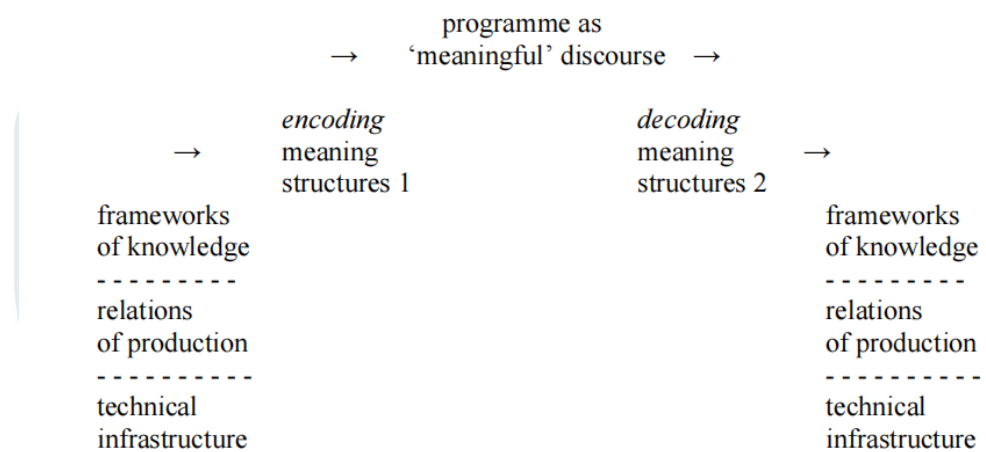 programme as
→ ‘meaningful’ discourse →
encoding decoding
→ meaning meaning →
structures 1 structures 2
frameworks frameworks
of knowledge of knowledge
- - - - - - - - - - - - - - - - - -
relations relations
of production of production
- - - - - - - - - - - - - - - - - - - -
technical technical
infrastructure infrastructure